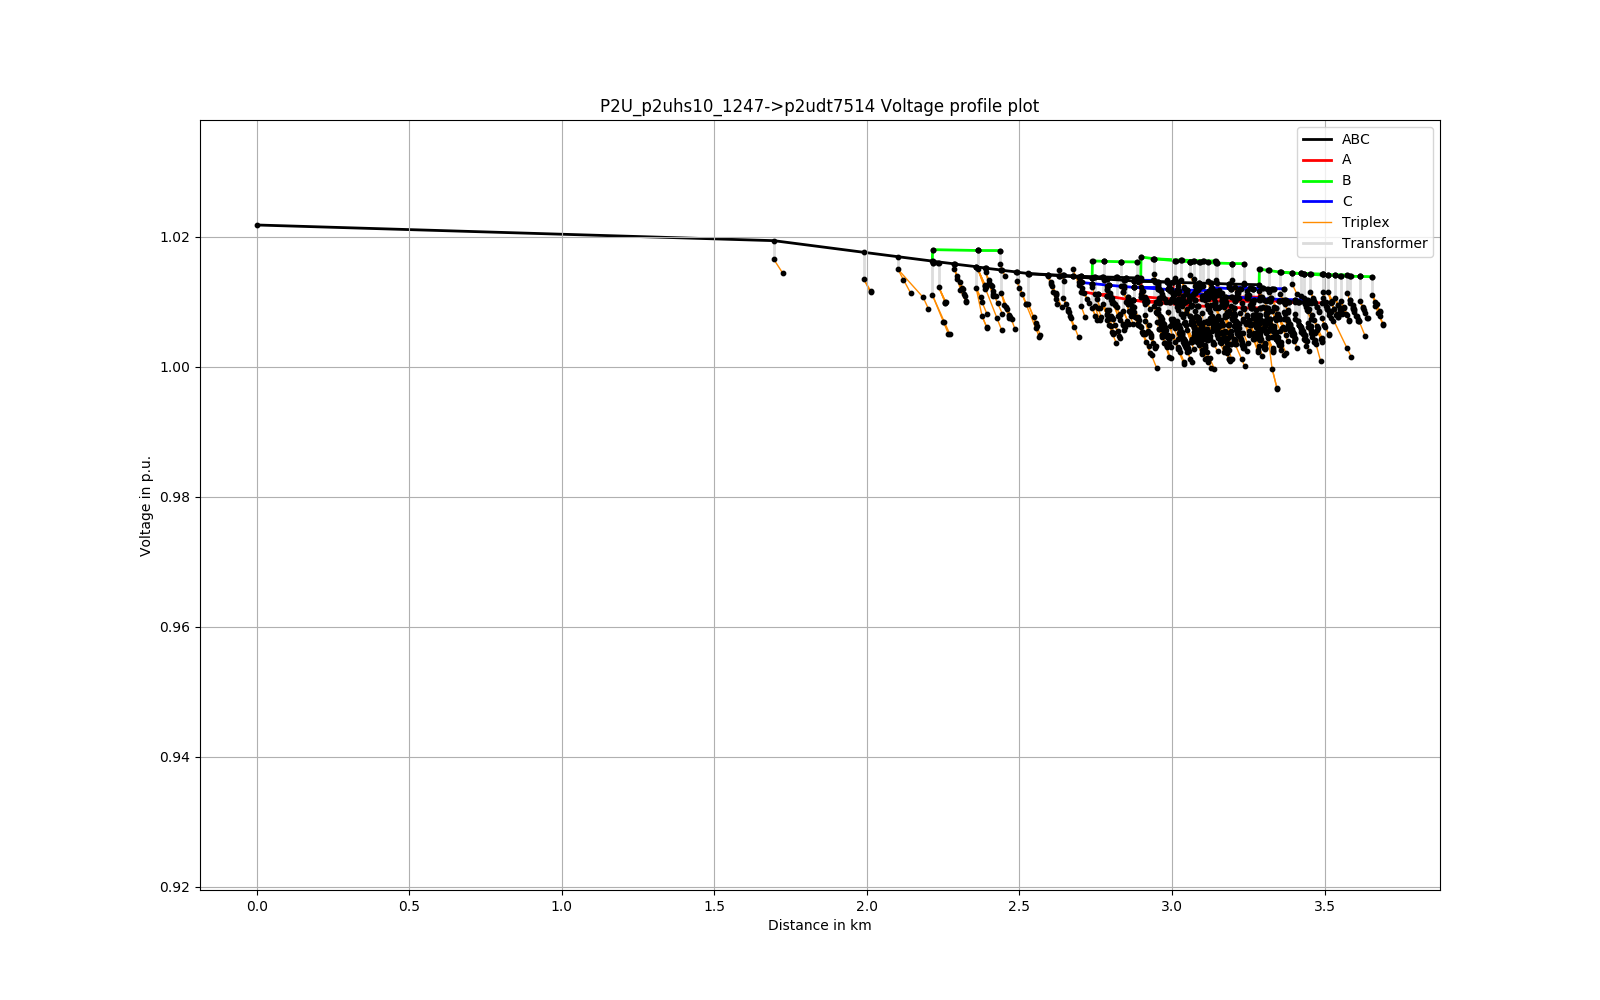 P2U_p2uhs10_1247->p2udt7514 Voltage profile plot
ABC
A
B
C
Triplex
Transformer
Voltage in p.u.
1.02
1.00
0.98
0.96
0.94
0.92
0.0 0.5 1.0 1.5 2.0 2.5 3.0 3.5
Distance in km